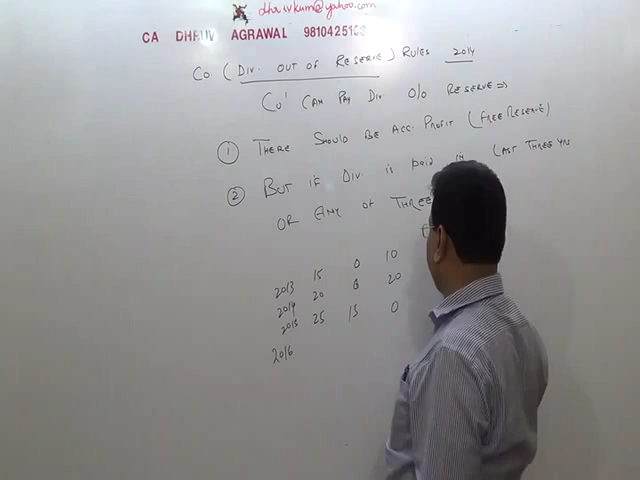 dhruvkum@yahoo.com
CA DHRUV AGRAWAL 9810425
CO (DIV. OUT OF RESERVE) RULES 2014
CO' CAN PAY DIV O/O RESERVE ⇒
① THERE SHOULD BE ACC. PROFIT (FREE RESERVE)
② BUT IF DIV. IS PAID IN LAST THREE YRS
OR ANY OF THREE
2013 15 0 10
2014 20 0 20
2015 25 15 0
2016